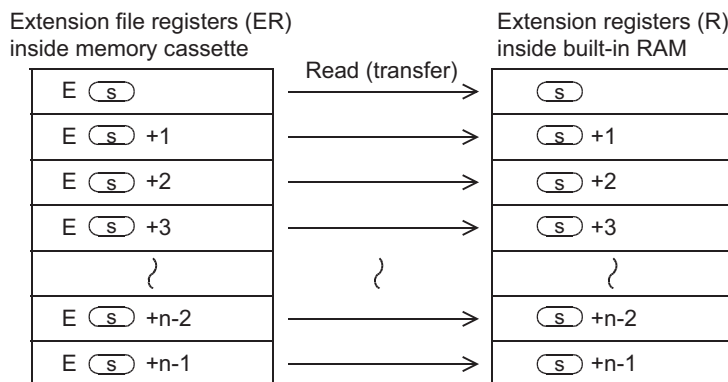 Extension file registers (ER)
inside memory cassette
Extension registers (R)
inside built-in RAM
Read (transfer)
E s
s
E s +1
s +1
E s +2
s +2
E s +3
s +3
E s +n-2
s +n-2
E s +n-1
s +n-1